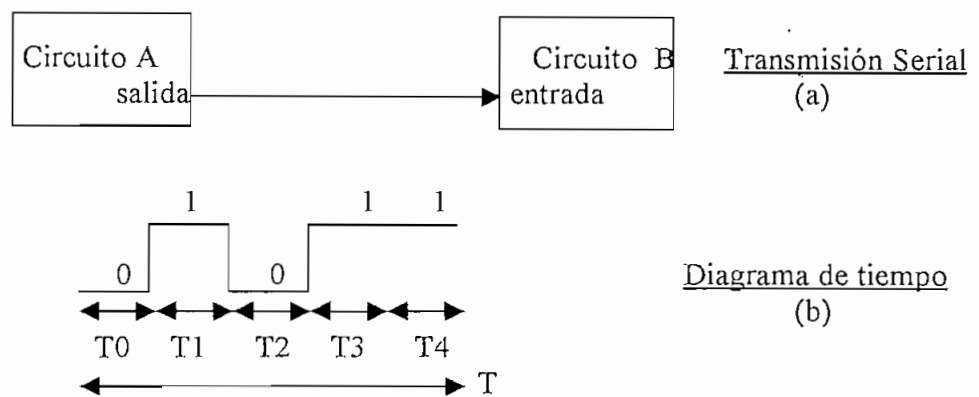 Circuito A
salida
Circuito B
entrada
Transmisión Serial
(a)
1 1 1
0 0
T0 T1 T2 T3 T4
T
Diagrama de tiempo
(b)